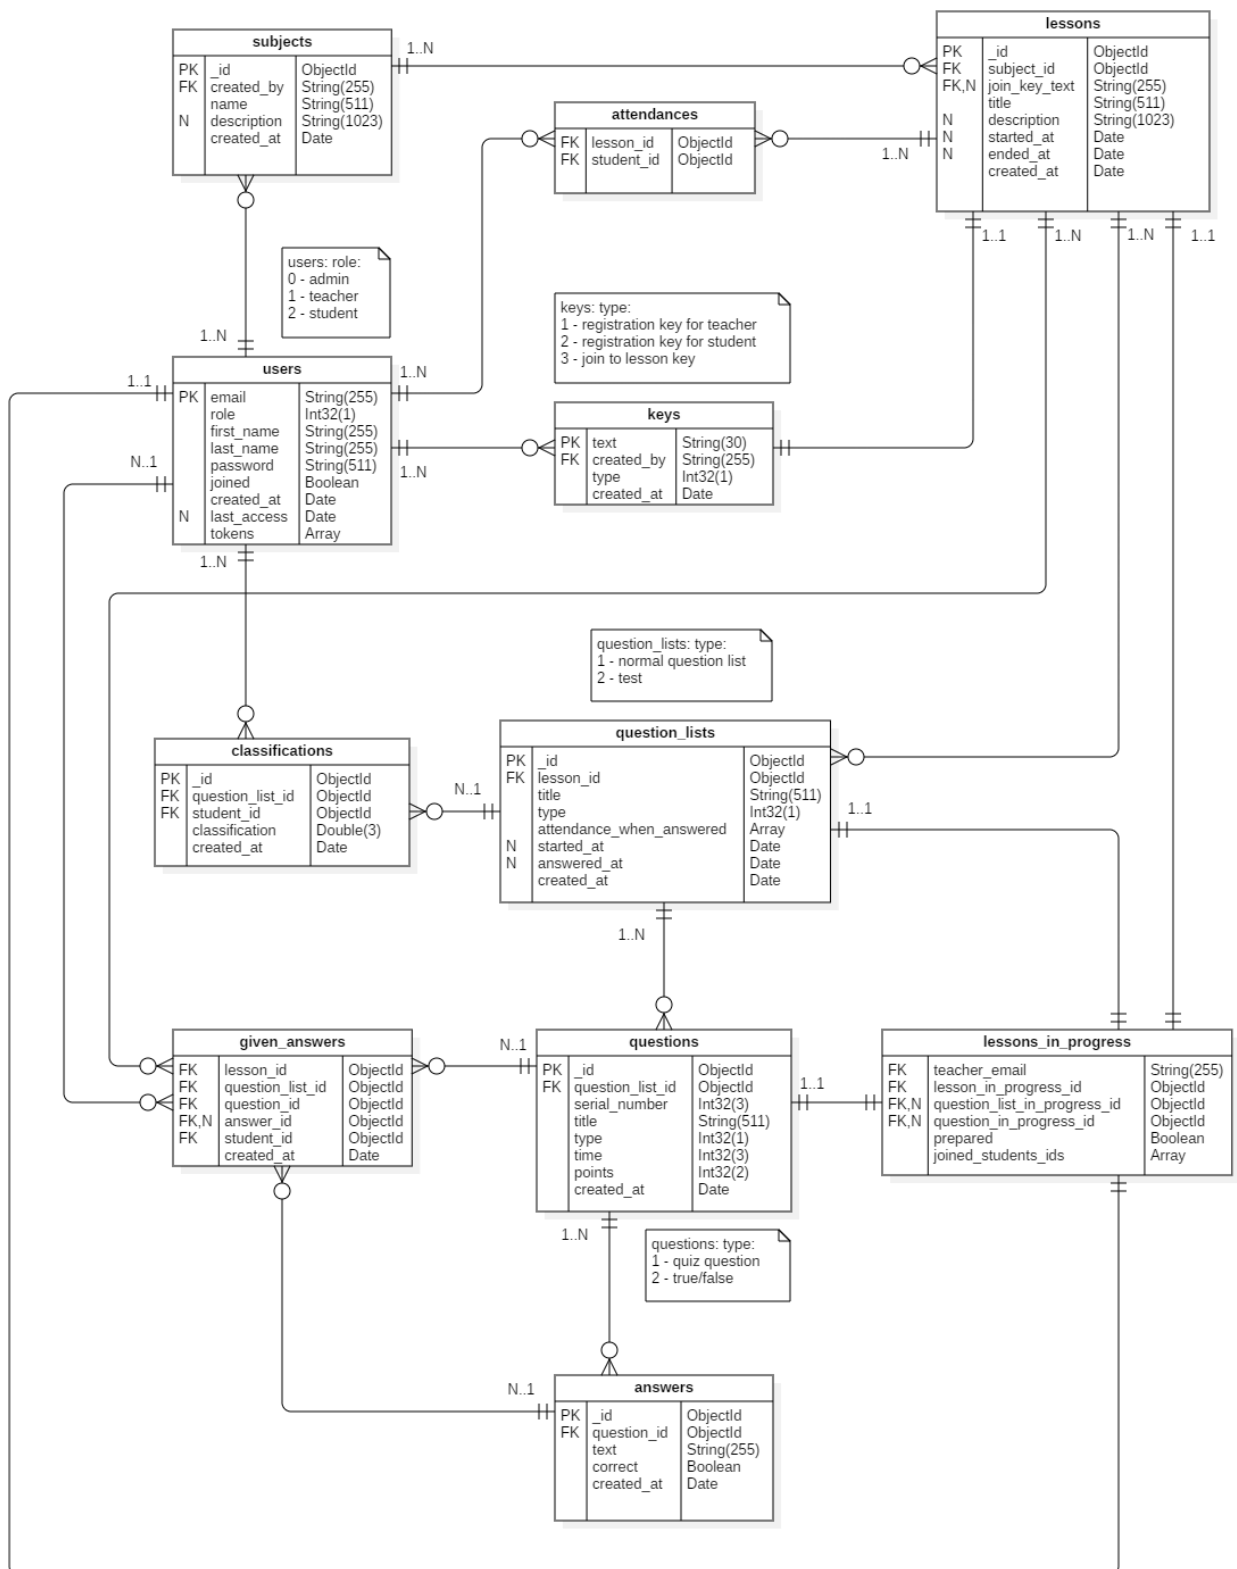 subjects
PK _id ObjectId
FK created_by String(255)
name String(511)
N description String(1023)
created_at Date
1..N
lessons
PK _id ObjectId
FK subject_id ObjectId
FK,N join_key_text String(255)
title String(511)
N description String(1023)
N started_at Date
N ended_at Date
created_at Date
attendances
FK lesson_id ObjectId
FK student_id ObjectId
1..N
1..1
1..N
1..N
1..1
users: role:
0 - admin
1 - teacher
2 - student
keys: type:
1 - registration key for teacher
2 - registration key for student
3 - join to lesson key
1..N
users
PK email String(255)
role Int32(1)
first_name String(255)
last_name String(255)
password String(511)
joined Boolean
created_at Date
N last_access Date
tokens Array
1..1
1..N
N..1
1..N
1..N
keys
PK text String(30)
FK created_by String(255)
type Int32(1)
created_at Date
question_lists: type:
1 - normal question list
2 - test
classifications
PK _id ObjectId
FK question_list_id ObjectId
FK student_id ObjectId
classification Double(3)
created_at Date
N..1
question_lists
PK _id ObjectId
FK lesson_id ObjectId
title String(511)
type Int32(1)
attendance_when_answered Array
N started_at Date
N answered_at Date
created_at Date
1..1
1..N
given_answers
FK lesson_id ObjectId
FK question_list_id ObjectId
FK question_id ObjectId
FK,N answer_id ObjectId
FK student_id ObjectId
created_at Date
N..1
questions
PK _id ObjectId
FK question_list_id ObjectId
serial_number Int32(3)
title String(511)
type Int32(1)
time Int32(3)
points Int32(2)
created_at Date
1..1
lessons_in_progress
FK teacher_email String(255)
FK lesson_in_progress_id ObjectId
FK,N question_list_in_progress_id ObjectId
FK,N question_in_progress_id ObjectId
prepared Boolean
joined_students_ids Array
1..N
questions: type:
1 - quiz question
2 - true/false
N..1
answers
PK _id ObjectId
FK question_id ObjectId
text String(255)
correct Boolean
created_at Date